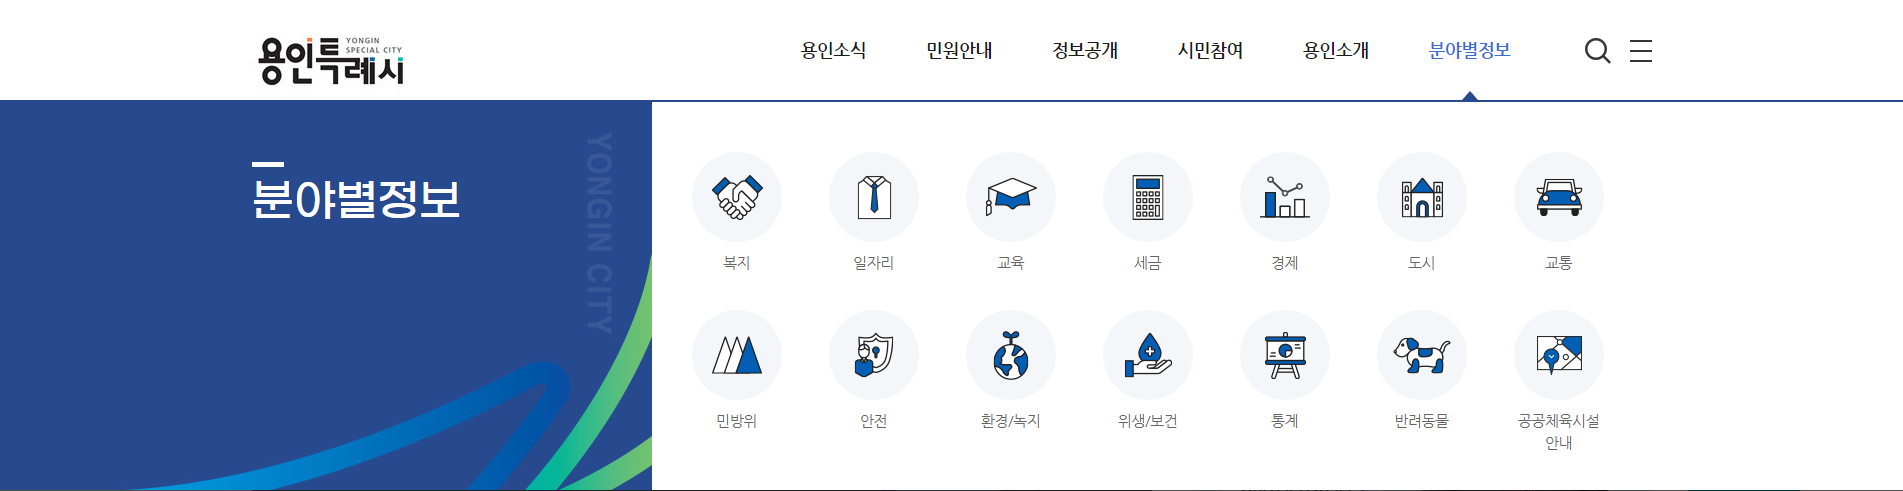 용인특례시
YONGIN
SPECIAL CITY
용인소식
민원안내
정보공개
시민참여
용인소개
분야별정보
분야별정보
YONGIN CITY
복지
일자리
교육
세금
경제
도시
교통
민방위
안전
환경/녹지
위생/보건
통계
반려동물
공공체육시설
안내